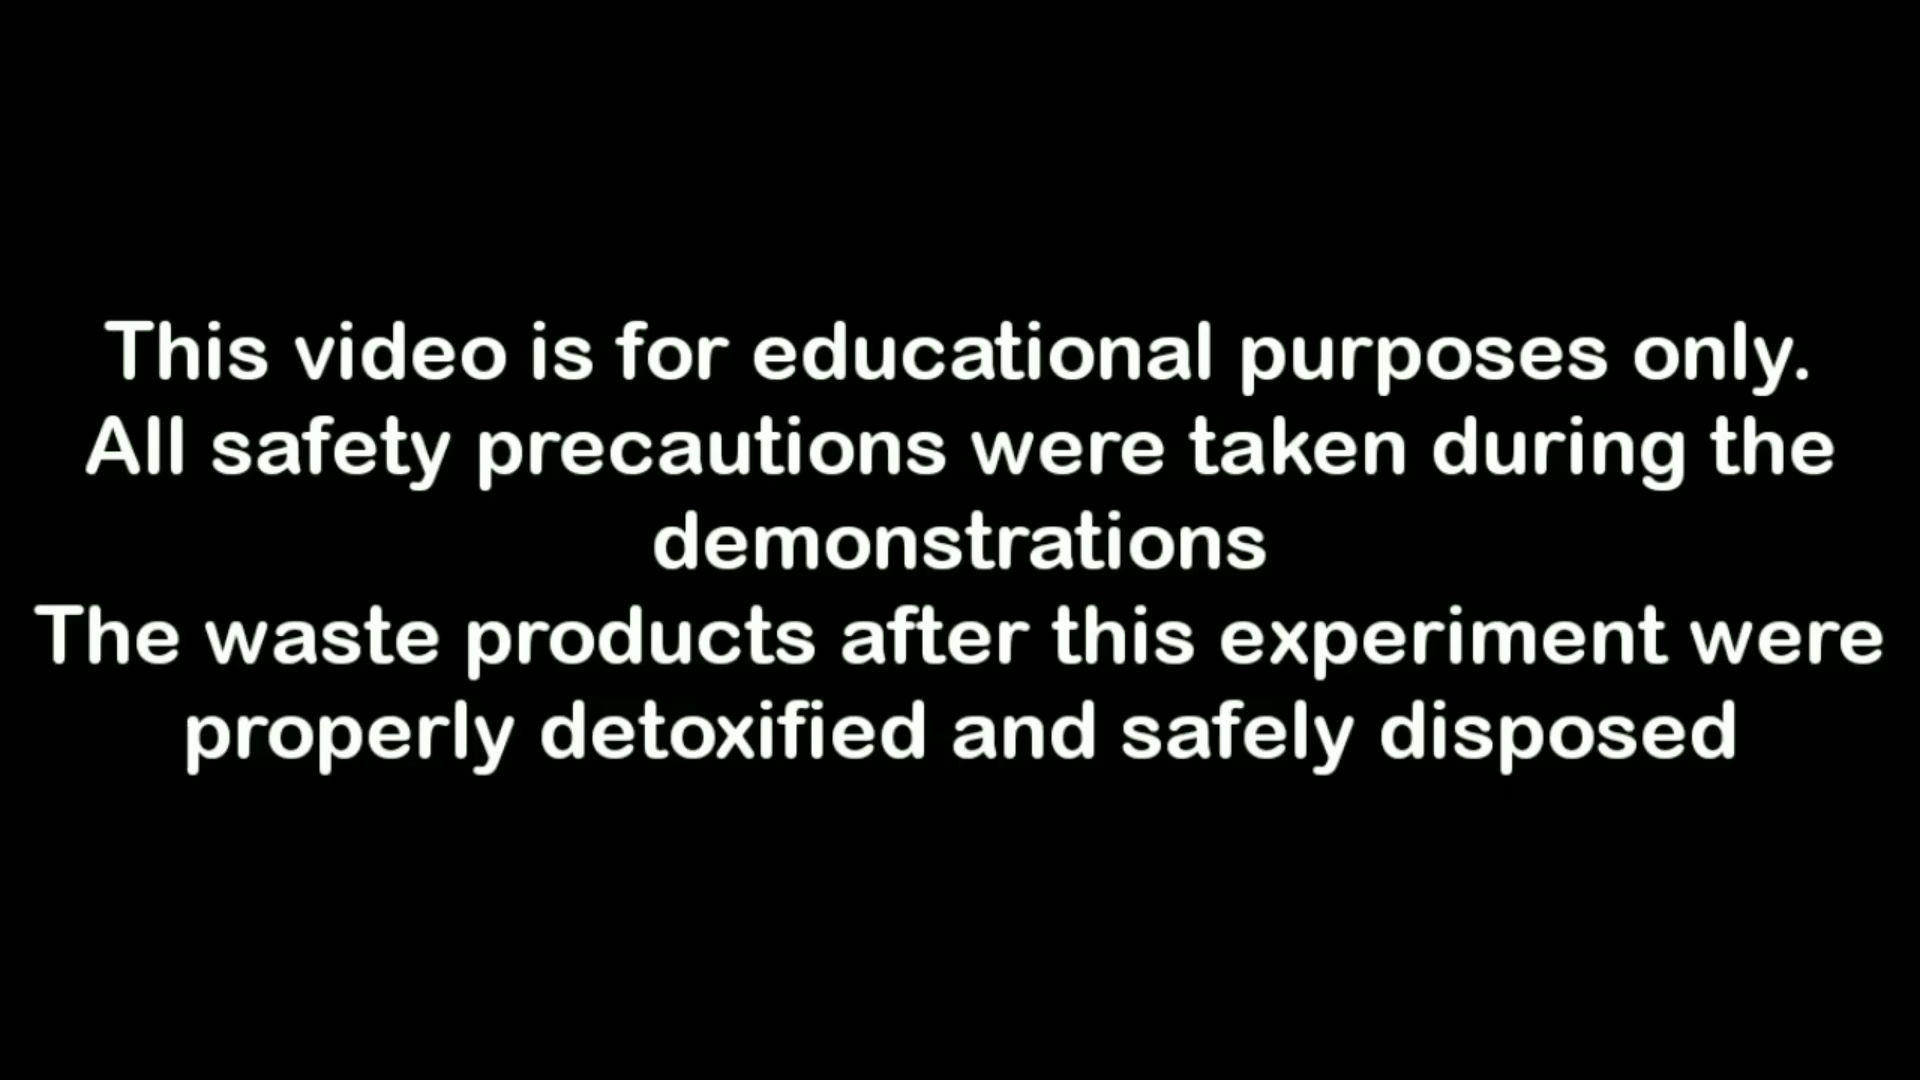 This video is for educational purposes only.
All safety precautions were taken during the
demonstrations
The waste products after this experiment were
properly detoxified and safely disposed